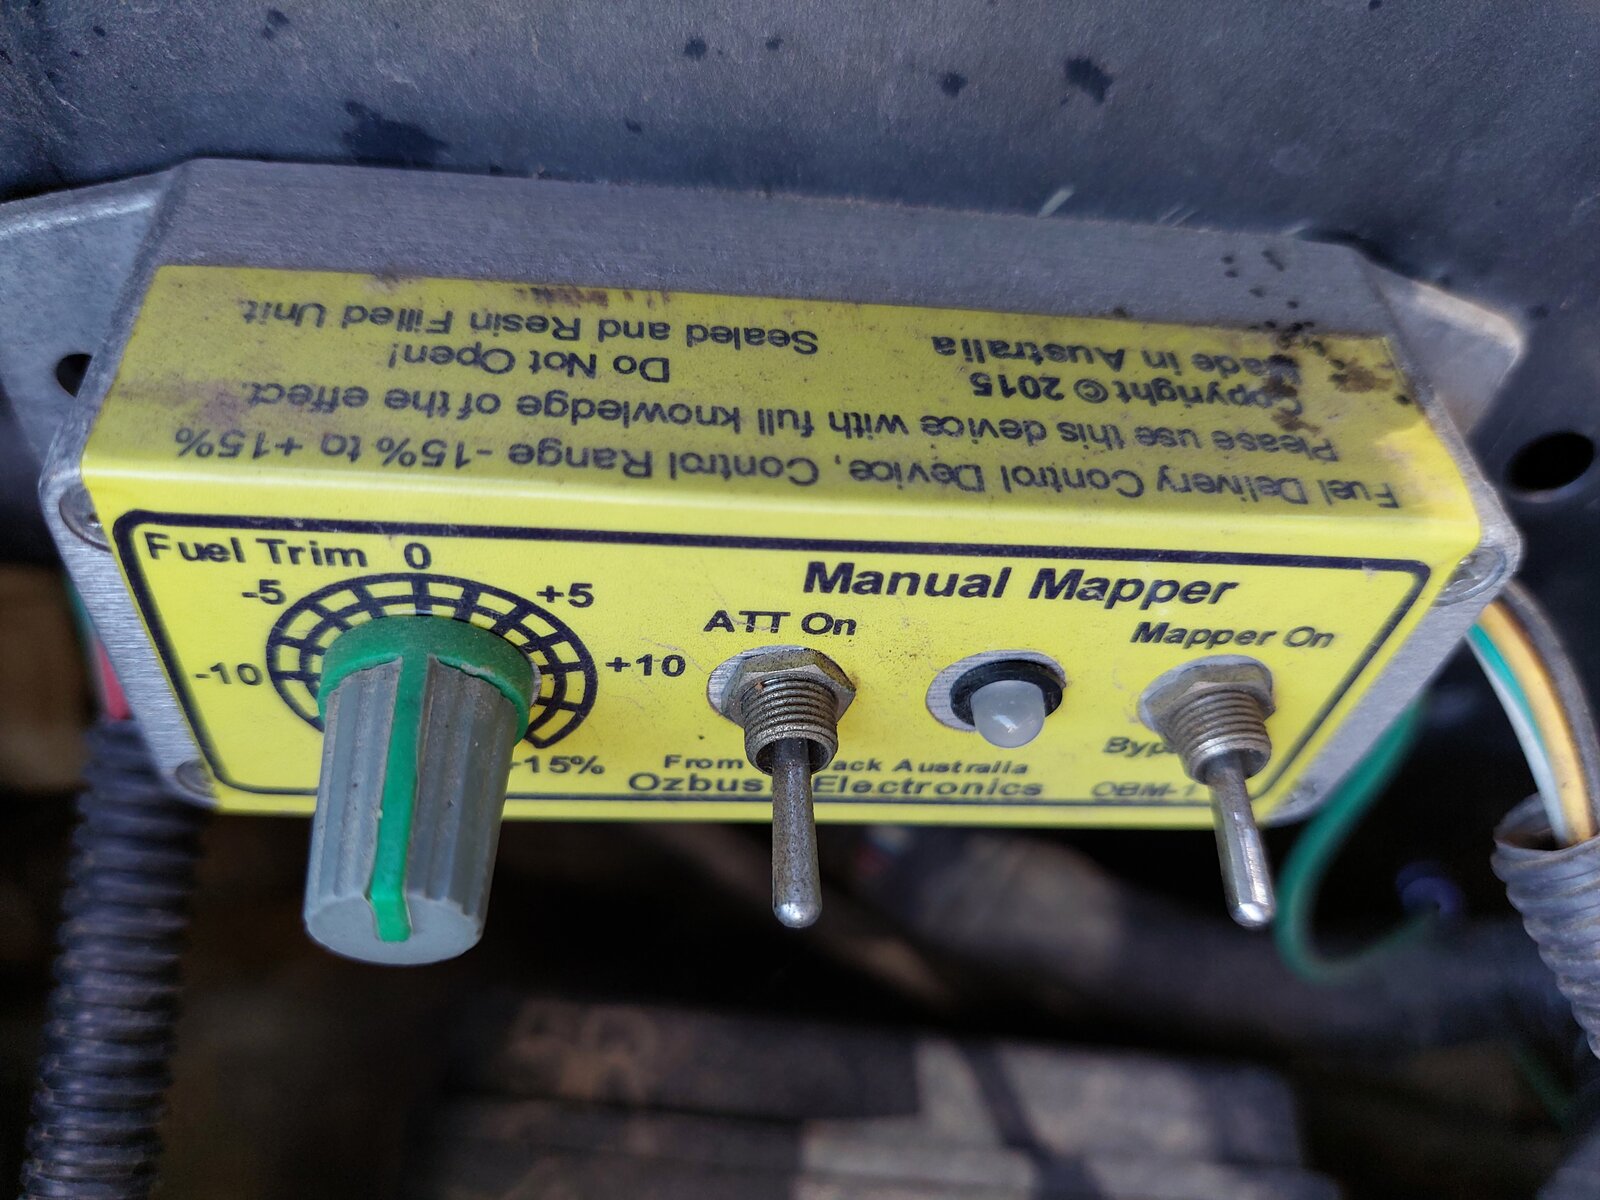 Fuel Delivery Control Device, Control Range -15% to +15%
Please use this device with full knowledge of the effect.
Copyright © 2015 Do Not Open!
Made in Australia Sealed and Resin Filled Unit.
Fuel Trim
0
-5
+5
-10
+10
15%
Manual Mapper
ATT On
Mapper On
From Australia
Electronics